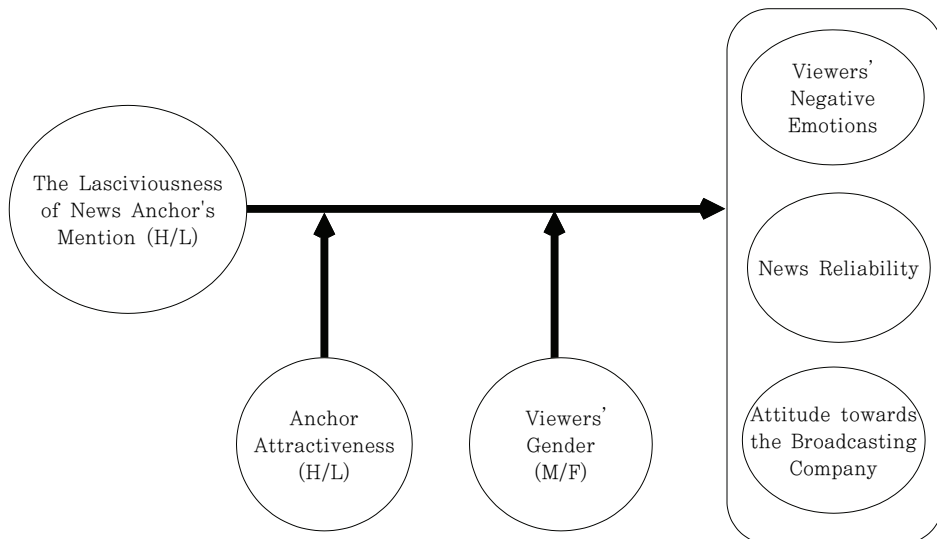 The Lasciviousness
of News Anchor's
Mention (H/L)
Anchor
Attractiveness
(H/L)
Viewers’
Gender
(M/F)
Viewers’
Negative
Emotions
News Reliability
Attitude towards
the Broadcasting
Company